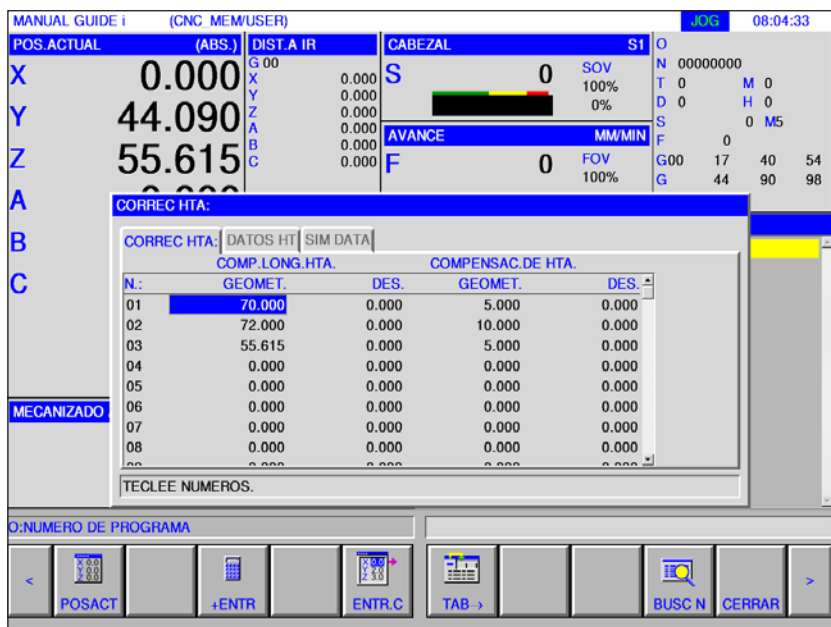 MANUAL GUIDE i (CNC_MEM/USER) JOG 08:04:33
POS.ACTUAL (ABS.)
X 0.000
Y 44.090
Z 55.615
A
B
C
DIST.A IR
G 00
X 0.000
Y 0.000
Z 0.000
A 0.000
B 0.000
C 0.000
CABEZAL S1
S 0 SOV
100%
0%
AVANCE MM/MIN
F 0 FOV
100%
O
N 00000000
T 0 M 0
D 0 H 0
S 0 M5
F 0
G00 17 40 54
G 44 90 98
MECANIZADO
CORREC HTA:
CORREC HTA: DATOS HT SIM DATA
COMP.LONG.HTA. COMPENSAC.DE HTA.
N.: GEOMET. DES. GEOMET. DES.
01 70.000 0.000 5.000 0.000
02 72.000 0.000 10.000 0.000
03 55.615 0.000 5.000 0.000
04 0.000 0.000 0.000 0.000
05 0.000 0.000 0.000 0.000
06 0.000 0.000 0.000 0.000
07 0.000 0.000 0.000 0.000
08 0.000 0.000 0.000 0.000
TECLEE NUMEROS.
O:NUMERO DE PROGRAMA
< POSACT +ENTR ENTR.C TAB→ BUSC N CERRAR >